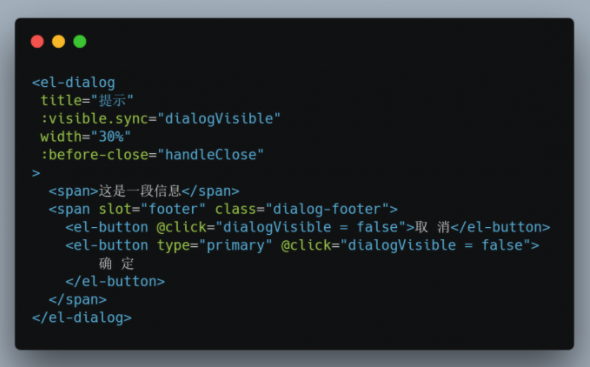 <el-dialog
 title="提示"
 :visible.sync="dialogVisible"
 width="30%"
 :before-close="handleClose"
>
  <span>这是一段信息</span>
  <span slot="footer" class="dialog-footer">
    <el-button @click="dialogVisible = false">取 消</el-button>
    <el-button type="primary" @click="dialogVisible = false">
        确 定
    </el-button>
  </span>
</el-dialog>